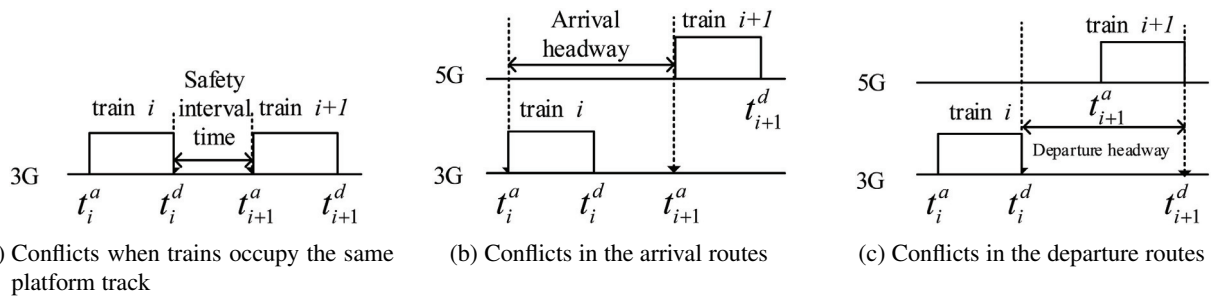 Safety
interval
time
train i
train i+1
3G
t_i^a
t_i^d
t_{i+1}^a
t_{i+1}^d
) Conflicts when trains occupy the same
platform track
Arrival
headway
train i+1
5G
t_{i+1}^d
train i
3G
t_i^a
t_i^d
t_{i+1}^a
(b) Conflicts in the arrival routes
train i+1
5G
t_{i+1}^a
train i
Departure headway
3G
t_i^a
t_i^d
t_{i+1}^d
(c) Conflicts in the departure routes